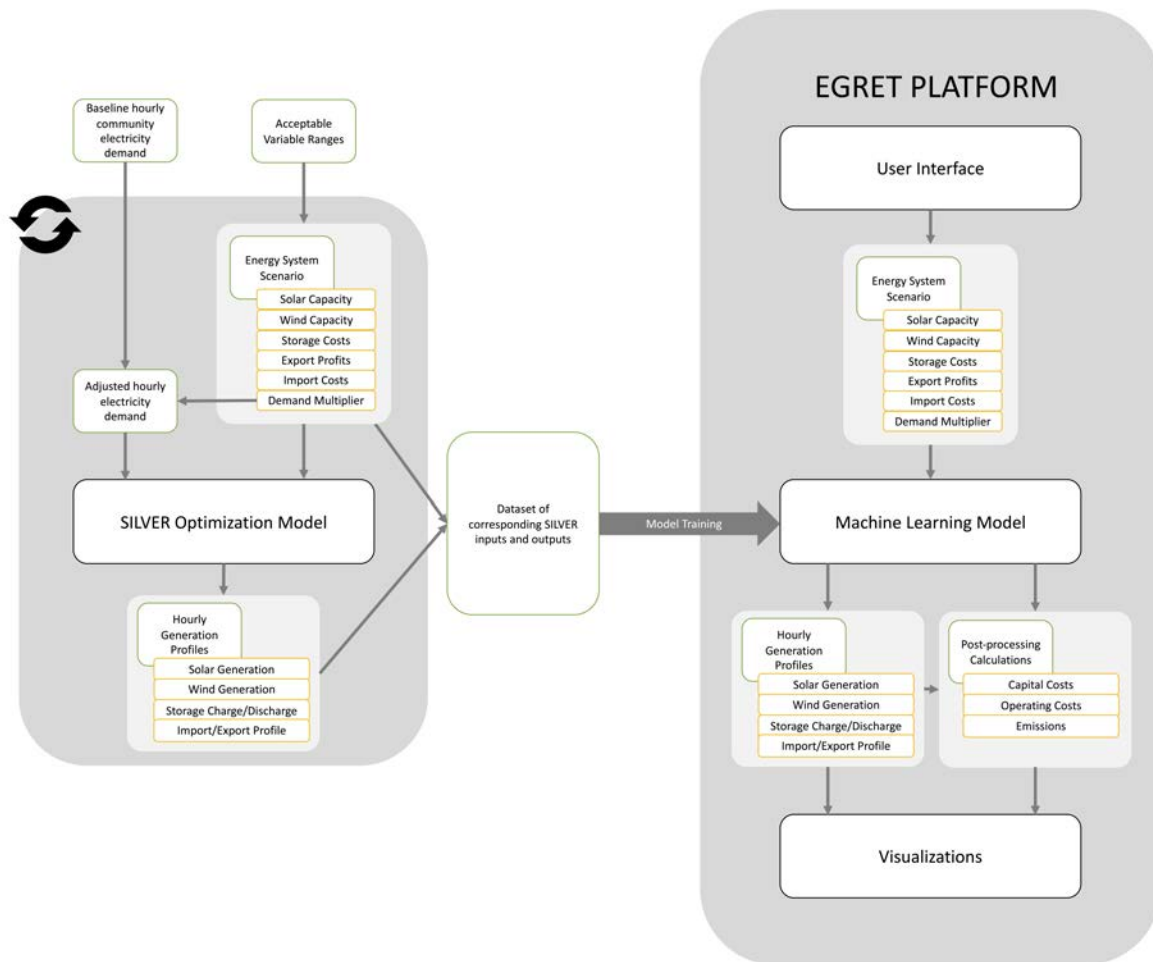 EGRET PLATFORM
Baseline hourly
community
electricity
demand
Acceptable
Variable Ranges
Energy System
Scenario
Solar Capacity
Wind Capacity
Storage Costs
Export Profits
Import Costs
Demand Multiplier
Adjusted hourly
electricity
demand
SILVER Optimization Model
Hourly
Generation
Profiles
Solar Generation
Wind Generation
Storage Charge/Discharge
Import/Export Profile
Dataset of
corresponding SILVER
inputs and outputs
Model Training
User Interface
Energy System
Scenario
Solar Capacity
Wind Capacity
Storage Costs
Export Profits
Import Costs
Demand Multiplier
Machine Learning Model
Hourly
Generation
Profiles
Solar Generation
Wind Generation
Storage Charge/Discharge
Import/Export Profile
Post-processing
Calculations
Capital Costs
Operating Costs
Emissions
Visualizations